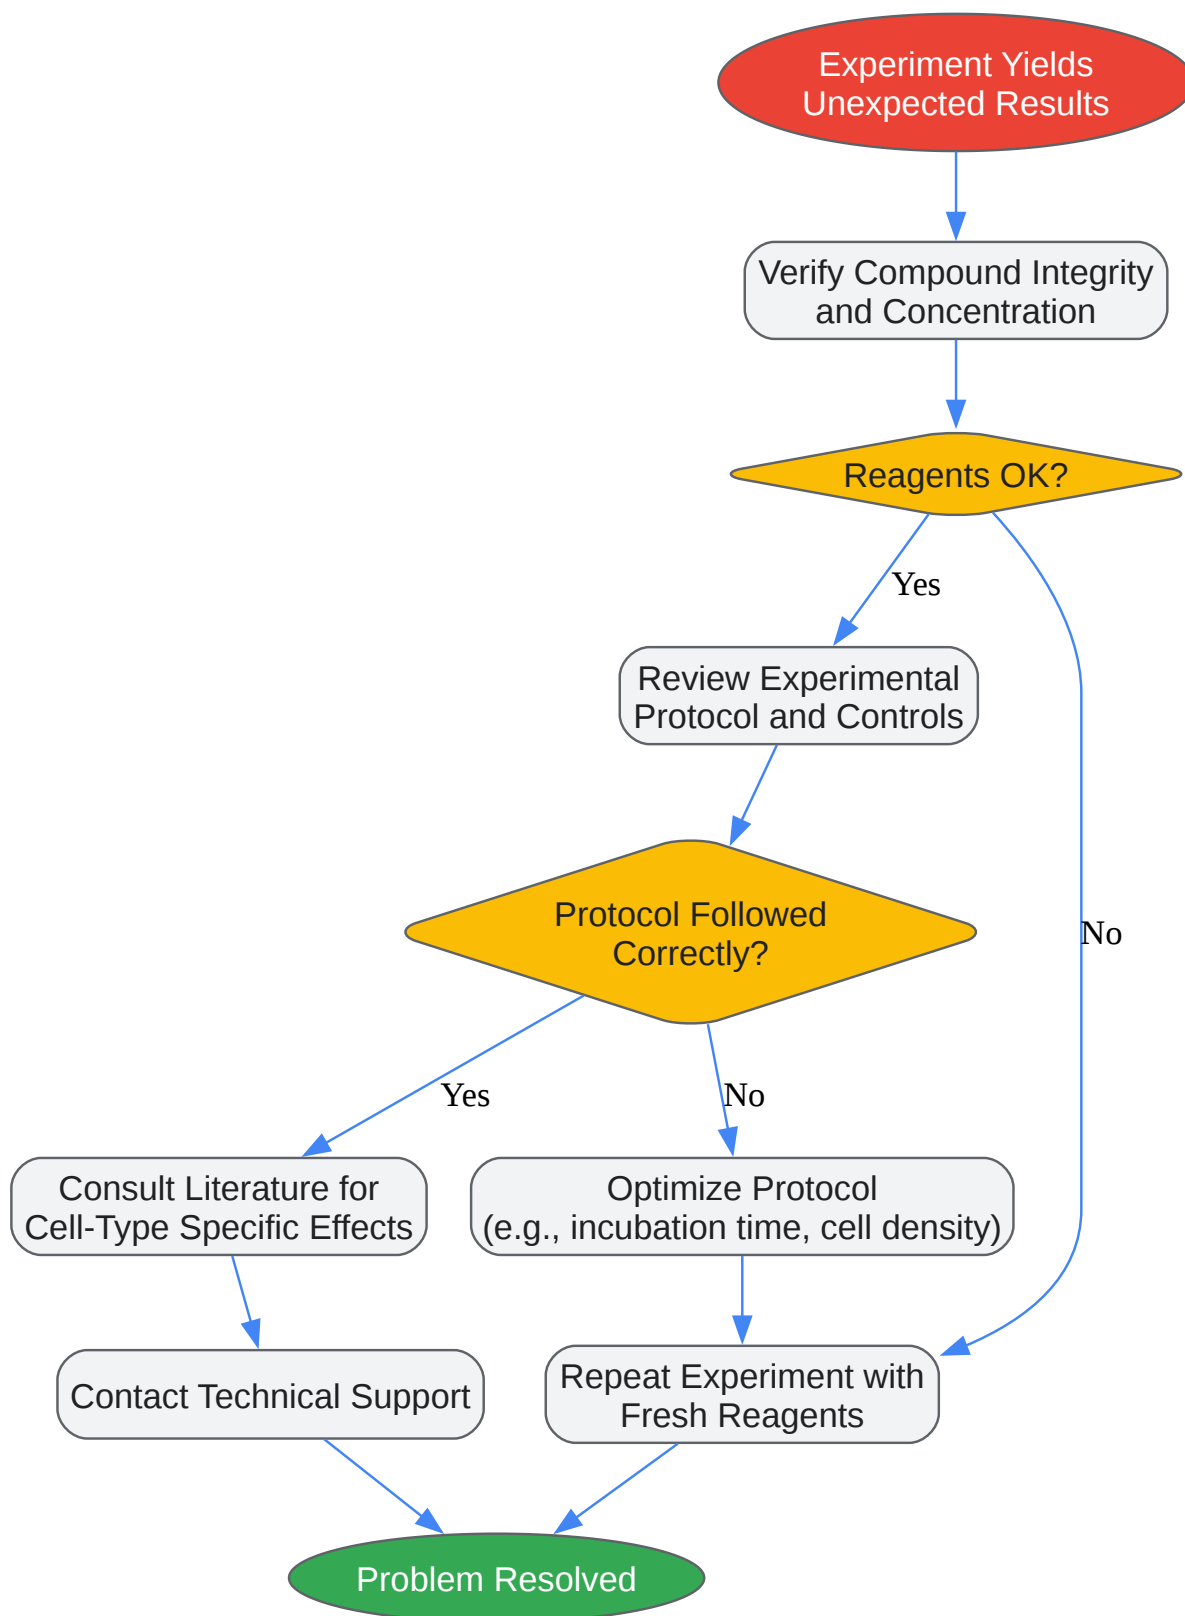 Experiment Yields
Unexpected Results
Verify Compound Integrity
and Concentration
Reagents OK?
Yes
Review Experimental
Protocol and Controls
Protocol Followed
Correctly?
No
Yes
No
Consult Literature for
Cell-Type Specific Effects
Optimize Protocol
(e.g., incubation time, cell density)
Contact Technical Support
Repeat Experiment with
Fresh Reagents
Problem Resolved